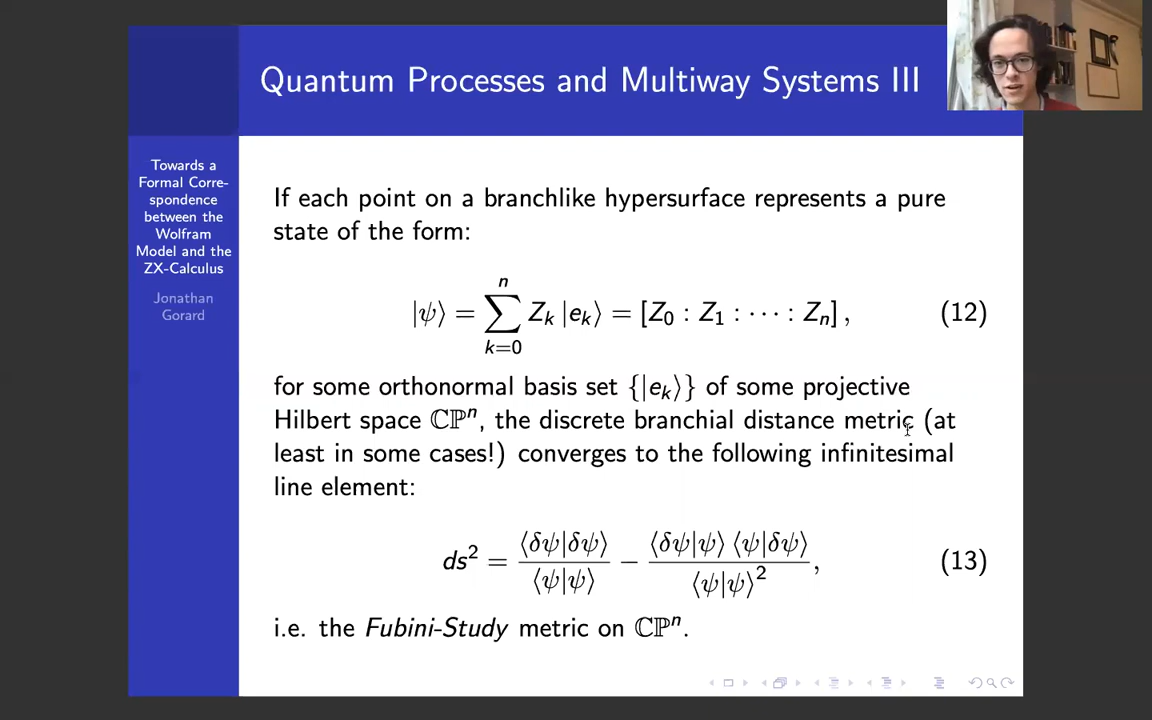 Quantum Processes and Multiway Systems III
Towards a
Formal Corre-
spondence
between the
Wolfram
Model and the
ZX-Calculus
Jonathan
Gorard
If each point on a branchlike hypersurface represents a pure
state of the form:
|ψ⟩ = ∑_{k=0}^{n} Z_k |e_k⟩ = [Z_0 : Z_1 : ⋯ : Z_n] , (12)
for some orthonormal basis set {|e_k⟩} of some projective
Hilbert space ℂℙ^n, the discrete branchial distance metric (at
least in some cases!) converges to the following infinitesimal
line element:
ds² = ⟨δψ|δψ⟩/⟨ψ|ψ⟩ − ⟨δψ|ψ⟩ ⟨ψ|δψ⟩/⟨ψ|ψ⟩² , (13)
i.e. the Fubini-Study metric on ℂℙ^n.